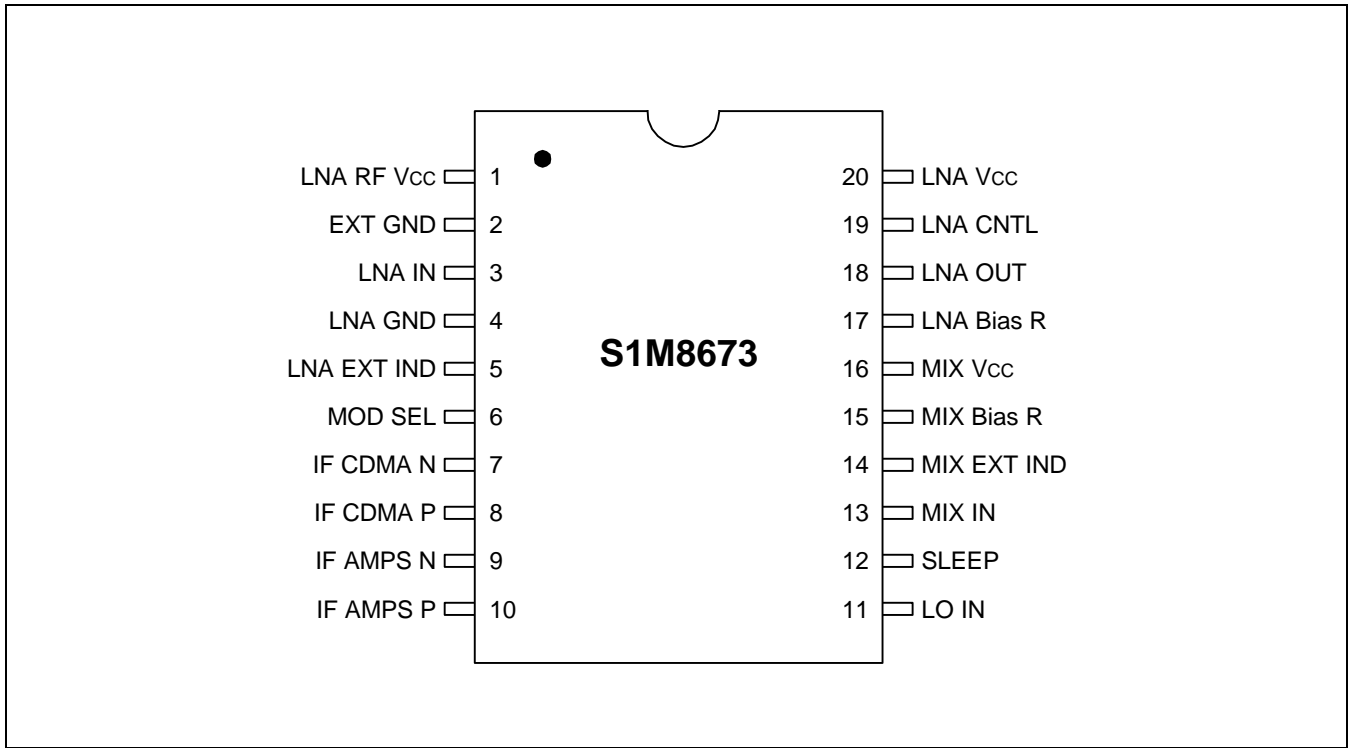 LNA RF Vcc 1 20 LNA Vcc
EXT GND 2 19 LNA CNTL
LNA IN 3 18 LNA OUT
LNA GND 4 17 LNA Bias R
S1M8673
LNA EXT IND 5 16 MIX Vcc
MOD SEL 6 15 MIX Bias R
IF CDMA N 7 14 MIX EXT IND
IF CDMA P 8 13 MIX IN
IF AMPS N 9 12 SLEEP
IF AMPS P 10 11 LO IN